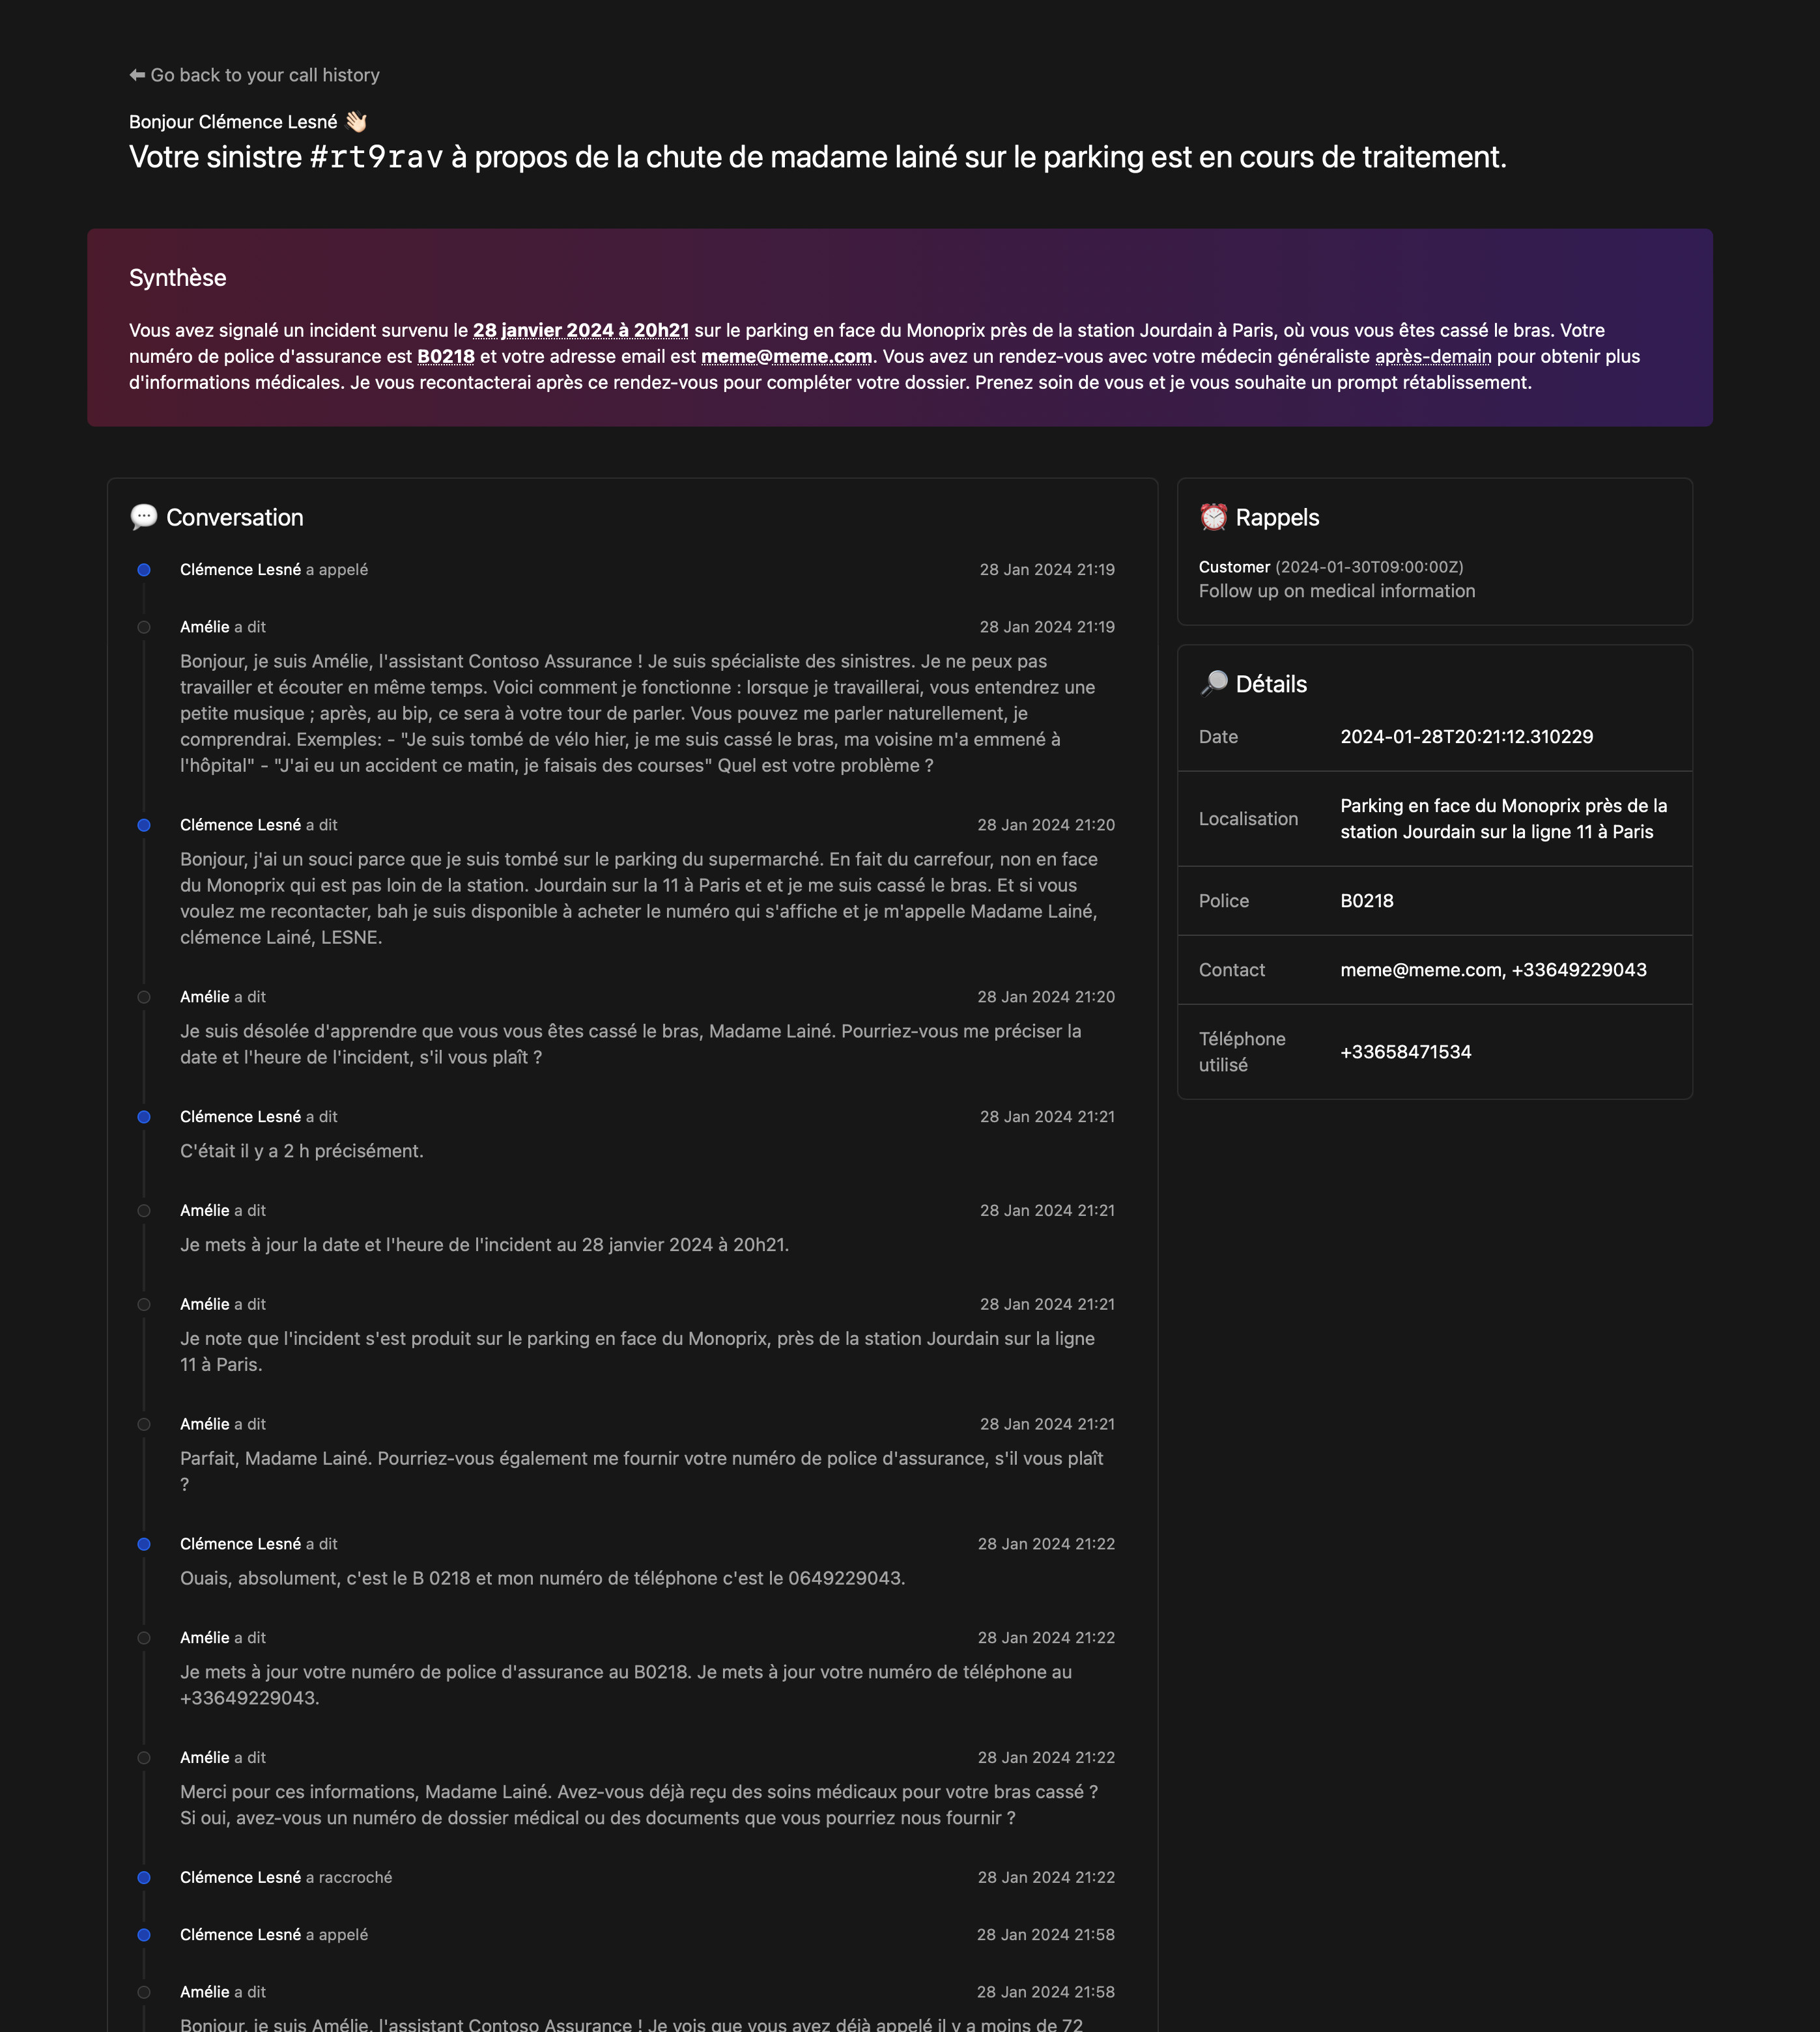 ⬅ Go back to your call history
Bonjour Clémence Lesné 👋🏻
Votre sinistre #rt9rav à propos de la chute de madame lainé sur le parking est en cours de traitement.
Synthèse
Vous avez signalé un incident survenu le 28 janvier 2024 à 20h21 sur le parking en face du Monoprix près de la station Jourdain à Paris, où vous vous êtes cassé le bras. Votre
numéro de police d'assurance est B0218 et votre adresse email est meme@meme.com. Vous avez un rendez-vous avec votre médecin généraliste après-demain pour obtenir plus
d'informations médicales. Je vous recontacterai après ce rendez-vous pour compléter votre dossier. Prenez soin de vous et je vous souhaite un prompt rétablissement.
💬 Conversation
Clémence Lesné a appelé 28 Jan 2024 21:19
Amélie a dit 28 Jan 2024 21:19
Bonjour, je suis Amélie, l'assistant Contoso Assurance ! Je suis spécialiste des sinistres. Je ne peux pas
travailler et écouter en même temps. Voici comment je fonctionne : lorsque je travaillerai, vous entendrez une
petite musique ; après, au bip, ce sera à votre tour de parler. Vous pouvez me parler naturellement, je
comprendrai. Exemples: - "Je suis tombé de vélo hier, je me suis cassé le bras, ma voisine m'a emmené à
l'hôpital" - "J'ai eu un accident ce matin, je faisais des courses" Quel est votre problème ?
Clémence Lesné a dit 28 Jan 2024 21:20
Bonjour, j'ai un souci parce que je suis tombé sur le parking du supermarché. En fait du carrefour, non en face
du Monoprix qui est pas loin de la station. Jourdain sur la 11 à Paris et et je me suis cassé le bras. Et si vous
voulez me recontacter, bah je suis disponible à acheter le numéro qui s'affiche et je m'appelle Madame Lainé,
clémence Lainé, LESNE.
Amélie a dit 28 Jan 2024 21:20
Je suis désolée d'apprendre que vous vous êtes cassé le bras, Madame Lainé. Pourriez-vous me préciser la
date et l'heure de l'incident, s'il vous plaît ?
Clémence Lesné a dit 28 Jan 2024 21:21
C'était il y a 2 h précisément.
Amélie a dit 28 Jan 2024 21:21
Je mets à jour la date et l'heure de l'incident au 28 janvier 2024 à 20h21.
Amélie a dit 28 Jan 2024 21:21
Je note que l'incident s'est produit sur le parking en face du Monoprix, près de la station Jourdain sur la ligne
11 à Paris.
Amélie a dit 28 Jan 2024 21:21
Parfait, Madame Lainé. Pourriez-vous également me fournir votre numéro de police d'assurance, s'il vous plaît
?
Clémence Lesné a dit 28 Jan 2024 21:22
Ouais, absolument, c'est le B 0218 et mon numéro de téléphone c'est le 0649229043.
Amélie a dit 28 Jan 2024 21:22
Je mets à jour votre numéro de police d'assurance au B0218. Je mets à jour votre numéro de téléphone au
+33649229043.
Amélie a dit 28 Jan 2024 21:22
Merci pour ces informations, Madame Lainé. Avez-vous déjà reçu des soins médicaux pour votre bras cassé ?
Si oui, avez-vous un numéro de dossier médical ou des documents que vous pourriez nous fournir ?
Clémence Lesné a raccroché 28 Jan 2024 21:22
Clémence Lesné a appelé 28 Jan 2024 21:58
Amélie a dit 28 Jan 2024 21:58
Bonjour, je suis Amélie, l'assistant Contoso Assurance ! Je vois que vous avez déjà appelé il y a moins de 72
⏰ Rappels
Customer (2024-01-30T09:00:00Z)
Follow up on medical information
🔎 Détails
Date 2024-01-28T20:21:12.310229
Localisation Parking en face du Monoprix près de la
station Jourdain sur la ligne 11 à Paris
Police B0218
Contact meme@meme.com, +33649229043
Téléphone
utilisé +33658471534